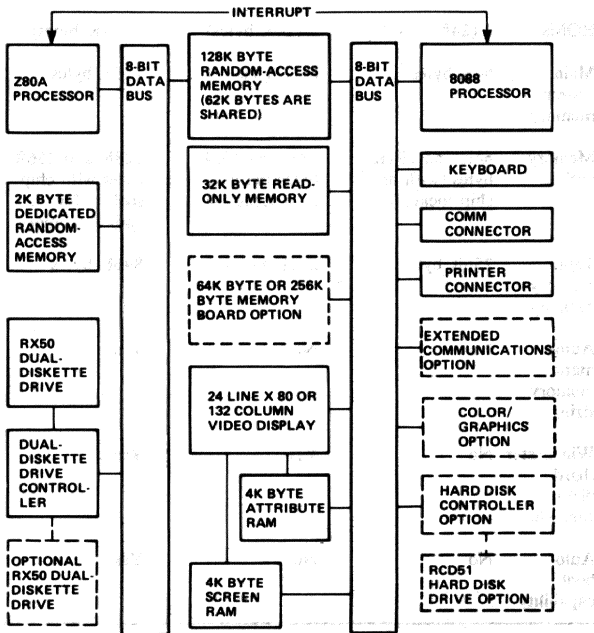 INTERRUPT
Z80A
PROCESSOR
8-BIT
DATA
BUS
128K BYTE
RANDOM-ACCESS
MEMORY
(62K BYTES ARE
SHARED)
8-BIT
DATA
BUS
8088
PROCESSOR
2K BYTE
DEDICATED
RANDOM-
ACCESS
MEMORY
32K BYTE READ-
ONLY MEMORY
KEYBOARD
COMM
CONNECTOR
PRINTER
CONNECTOR
64K BYTE OR 256K
BYTE MEMORY
BOARD OPTION
EXTENDED
COMMUNICATIONS
OPTION
RX50
DUAL-
DISKETTE
DRIVE
24 LINE X 80 OR
132 COLUMN
VIDEO DISPLAY
COLOR/
GRAPHICS
OPTION
DUAL-
DISKETTE
DRIVE
CONTROL-
LER
4K BYTE
ATTRIBUTE
RAM
HARD DISK
CONTROLLER
OPTION
OPTIONAL
RX50 DUAL-
DISKETTE
DRIVE
4K BYTE
SCREEN
RAM
RCD51
HARD DISK
DRIVE OPTION